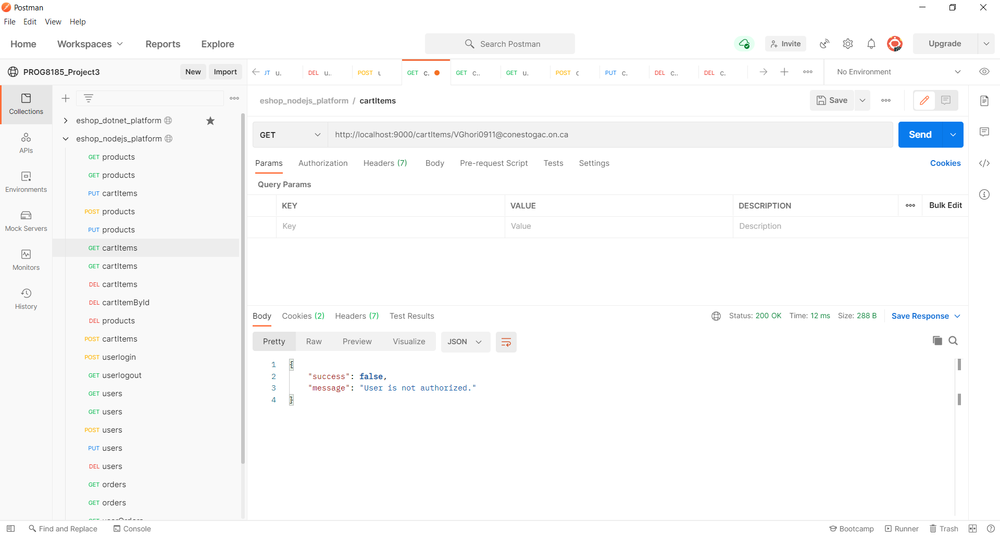 Postman
File Edit View Help
Home Workspaces Reports Explore Search Postman Invite Upgrade
PROG8185_Project3 New Import
UT u. DEL u.. POST GET c. GET c.. GET u. POST c PUT c. DEL c.. DEL c. No Environment
Collections
APIs
Environments
Mock Servers
Monitors
History
eshop_dotnet_platform
eshop_nodejs_platform
GET products
GET products
PUT cartItems
POST products
PUT products
GET cartItems
GET cartItems
DEL cartItems
DEL cartItemById
DEL products
POST cartItems
POST userlogin
GET userlogout
GET users
GET users
POST users
PUT users
DEL users
GET orders
GET orders
GET userOrders
eshop_nodejs_platform / cartItems Save
GET http://localhost:9000/cartItems/VGhori0911@conestogac.on.ca Send
Params Authorization Headers (7) Body Pre-request Script Tests Settings Cookies
Query Params
KEY VALUE DESCRIPTION Bulk Edit
Key Value Description
Body Cookies (2) Headers (7) Test Results Status: 200 OK Time: 12 ms Size: 288 B Save Response
Pretty Raw Preview Visualize JSON
1 {
2 "success": false,
3 "message": "User is not authorized."
4 }
Find and Replace Console Bootcamp Runner Trash